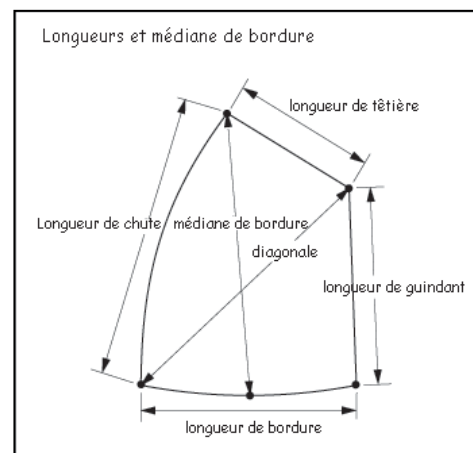 Longueurs et médiane de bordure
longueur de têtière
Longueur de chute
médiane de bordure
diagonale
longueur de guindant
longueur de bordure